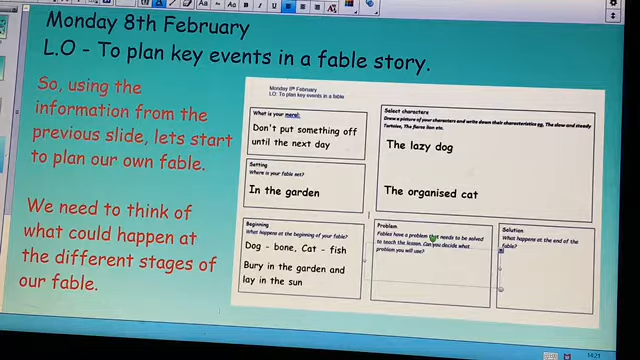 Monday 8th February
L.O - To plan key events in a fable story.
So, using the
information from the
previous slide, lets start
to plan our own fable.
We need to think of
what could happen at
the different stages of
our fable.
Monday 8th February
LO: To plan key events in a fable
What is your moral:
Don't put something off
until the next day
Select characters
Draw a picture of your characters and write down their characteristics eg, The slow and steady
Tortoise, The fierce lion etc.
The lazy dog
The organised cat
Setting
Where is your fable set?
In the garden
Beginning
What happens at the beginning of your fable?
Dog - bone, Cat - fish
Bury in the garden and
lay in the sun
Problem
Fables have a problem that needs to be solved
to teach the lesson. Can you decide what
problem you will use?
Solution
What happens at the end of the
fable?
14:21